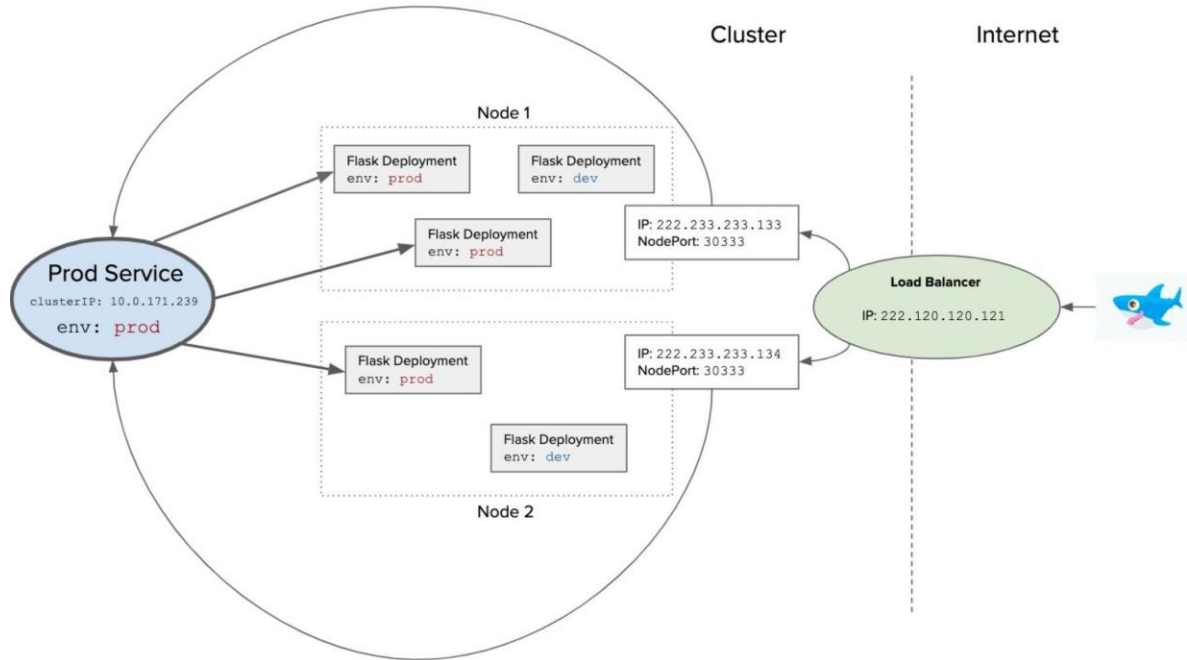 Cluster
Internet
Node 1
Flask Deployment
env: prod
Flask Deployment
env: dev
Flask Deployment
env: prod
IP: 222.233.233.133
NodePort: 30333
Prod Service
clusterIP: 10.0.171.239
env: prod
Load Balancer
IP: 222.120.120.121
Flask Deployment
env: prod
IP: 222.233.233.134
NodePort: 30333
Flask Deployment
env: dev
Node 2